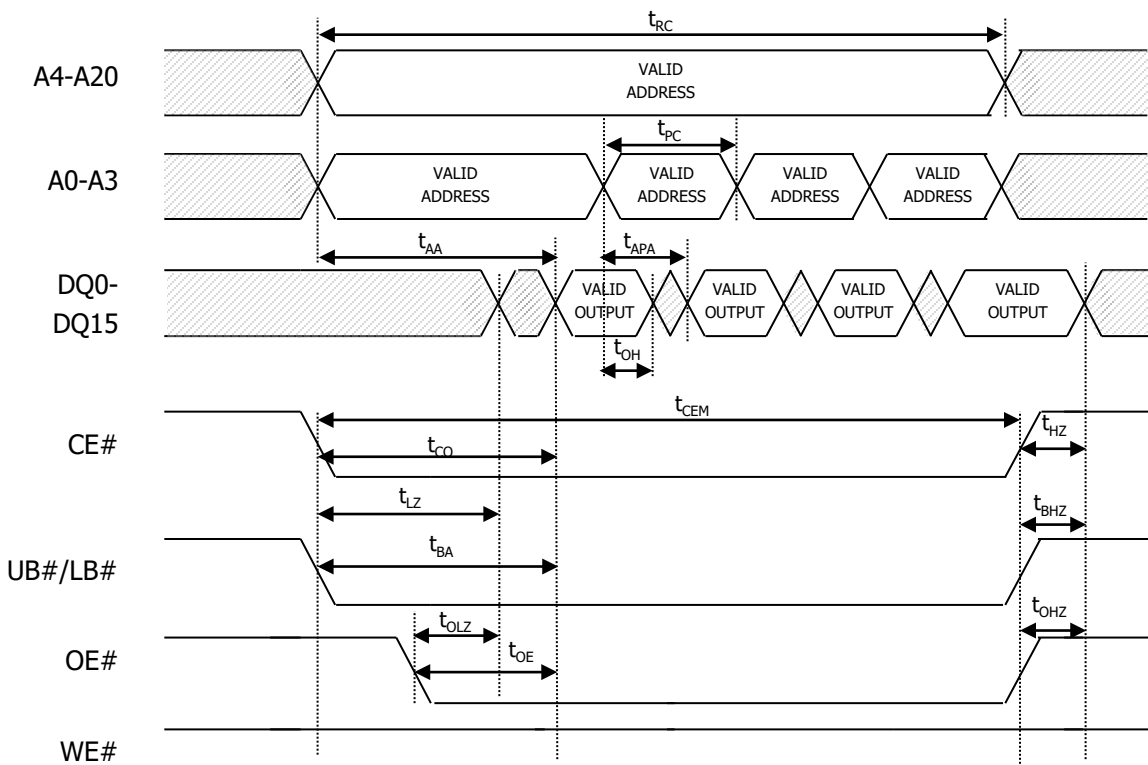 tRC
A4-A20
VALID
ADDRESS
tPC
A0-A3
VALID
ADDRESS
VALID
ADDRESS
VALID
ADDRESS
VALID
ADDRESS
tAA
tAPA
DQ0-
DQ15
VALID
OUTPUT
VALID
OUTPUT
VALID
OUTPUT
VALID
OUTPUT
tOH
tCEM
CE#
tCO
tHZ
tLZ
tBHZ
UB#/LB#
tBA
tOLZ
tOHZ
OE#
tOE
WE#